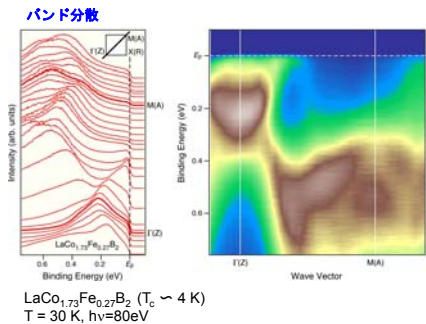 バンド分散
M(A)
Γ(Z)
X(R)
Intensity (arb. units)
M(A)
Γ(Z)
LaCo1.73Fe0.27B2
0.6 0.4 0.2 EF
Binding Energy (eV)
EF
0.2
0.4
0.6
Binding Energy (eV)
Γ(Z) M(A)
Wave Vector
LaCo1.73Fe0.27B2 (Tc ∽ 4 K)
T = 30 K, hν=80eV